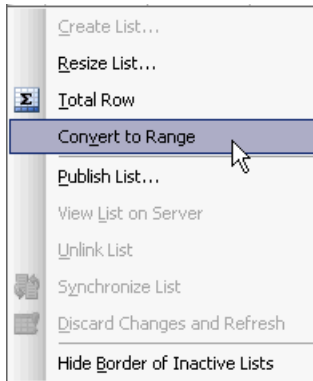 Create List...
Resize List...
Σ Total Row
Convert to Range
Publish List...
View List on Server
Unlink List
Synchronize List
Discard Changes and Refresh
Hide Border of Inactive Lists